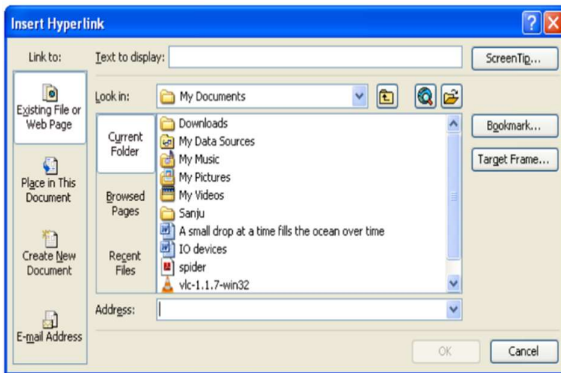 Insert Hyperlink
Link to:
Text to display:
ScreenTip...
Existing File or
Web Page
Look in:
My Documents
Bookmark...
Target Frame...
Current
Folder
Browsed
Pages
Recent
Files
Downloads
My Data Sources
My Music
My Pictures
My Videos
Sanju
A small drop at a time fills the ocean over time
IO devices
spider
vlc-1.1.7-win32
Place in This
Document
Create New
Document
E-mail Address
Address:
OK
Cancel